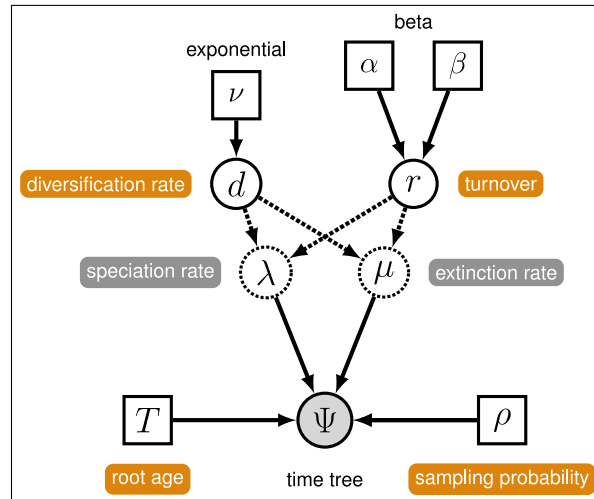 beta
exponential
α
β
ν
diversification rate
d
r
turnover
speciation rate
λ
μ
extinction rate
T
Ψ
ρ
root age
time tree
sampling probability